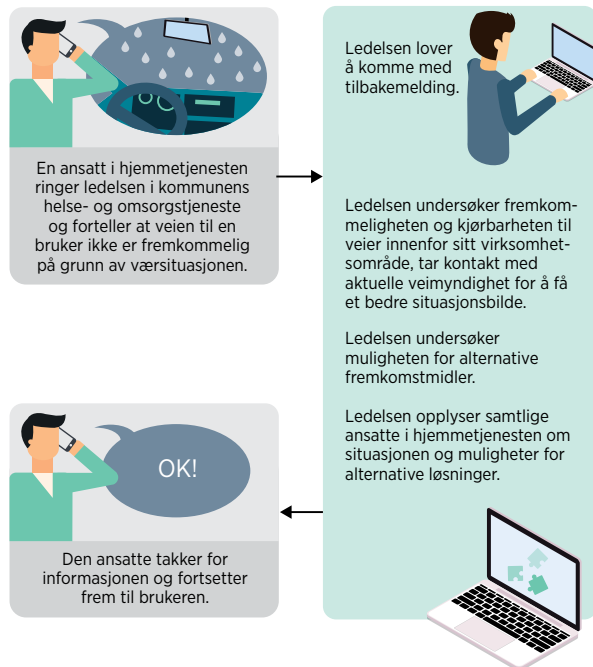 En ansatt i hjemmetjenesten
ringer ledelsen i kommunens
helse- og omsorgstjeneste
og forteller at veien til en
bruker ikke er fremkommelig
på grunn av værsituasjonen.
Ledelsen lover
å komme med
tilbakemelding.
Ledelsen undersøker fremkom-
meligheten og kjørbarheten til
veier innenfor sitt virksomhet-
sområde, tar kontakt med
aktuelle veimyndighet for å få
et bedre situasjonsbilde.
Ledelsen undersøker
muligheten for alternative
fremkomstmidler.
Ledelsen opplyser samtlige
ansatte i hjemmetjenesten om
situasjonen og muligheter for
alternative løsninger.
OK!
Den ansatte takker for
informasjonen og fortsetter
frem til brukeren.